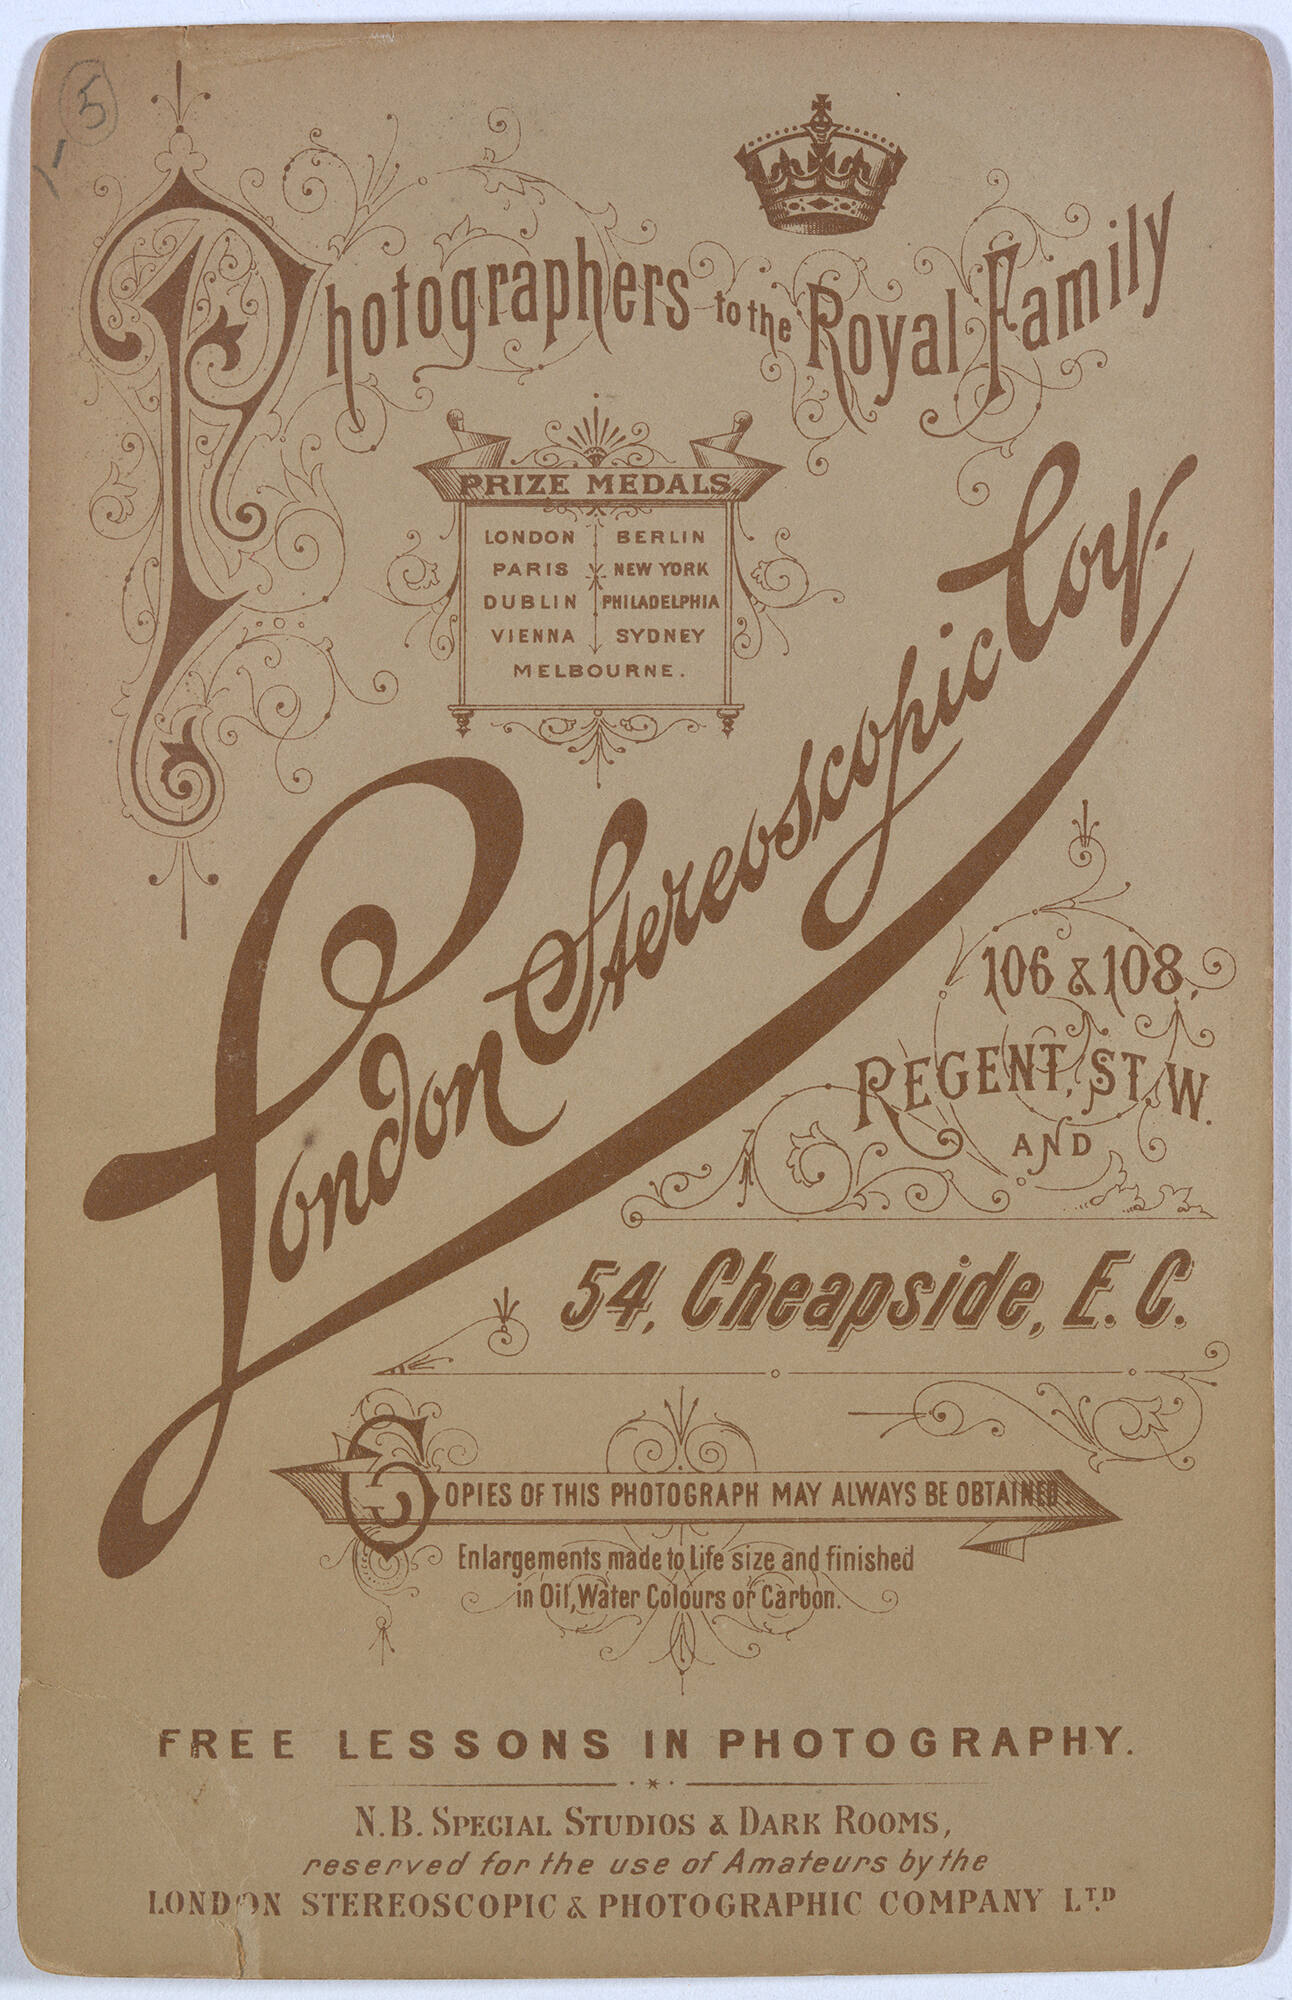 5
Photographers to the Royal Family
PRIZE MEDALS
LONDON BERLIN
PARIS NEW YORK
DUBLIN PHILADELPHIA
VIENNA SYDNEY
MELBOURNE.
London Stereoscopic Coy.
106 & 108,
REGENT ST. W.
AND
54, Cheapside, E. C.
COPIES OF THIS PHOTOGRAPH MAY ALWAYS BE OBTAINED.
Enlargements made to Life size and finished
in Oil, Water Colours or Carbon.
FREE LESSONS IN PHOTOGRAPHY.
N.B. SPECIAL STUDIOS & DARK ROOMS,
reserved for the use of Amateurs by the
LONDON STEREOSCOPIC & PHOTOGRAPHIC COMPANY LTD